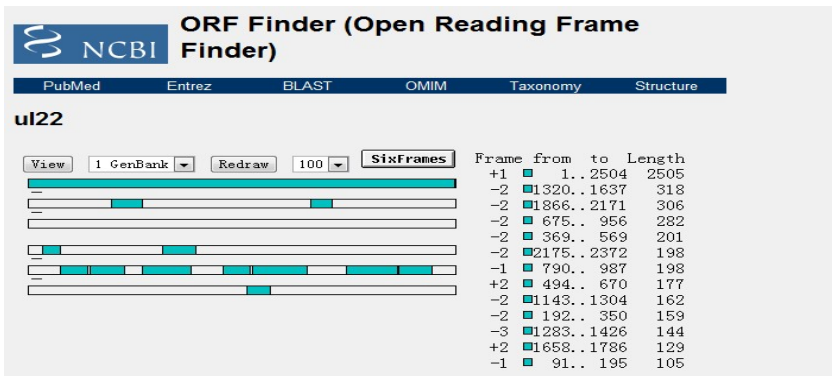 NCBI
ORF Finder (Open Reading Frame
Finder)
PubMed Entrez BLAST OMIM Taxonomy Structure
ul22
View 1 GenBank Redraw 100 SixFrames
Frame from to Length
+1 1..2504 2505
-2 1320..1637 318
-2 1866..2171 306
-2 675.. 956 282
-2 369.. 569 201
-2 2175..2372 198
-1 790.. 987 198
+2 494.. 670 177
-2 1143..1304 162
-2 192.. 350 159
-3 1283..1426 144
+2 1658..1786 129
-1 91.. 195 105